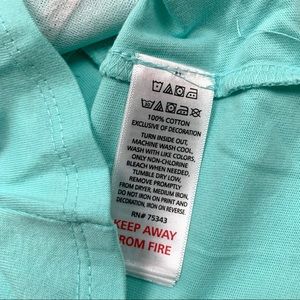 100% COTTON
EXCLUSIVE OF DECORATION
TURN INSIDE OUT,
MACHINE WASH COOL,
WASH WITH LIKE COLORS,
ONLY NON-CHLORINE
BLEACH WHEN NEEDED,
TUMBLE DRY LOW,
REMOVE PROMPTLY
FROM DRYER, MEDIUM IRON,
DO NOT IRON DIRECTLY ON
DECORATION, IRON ON REVERSE.
RN# 75343
KEEP AWAY
FROM FIRE